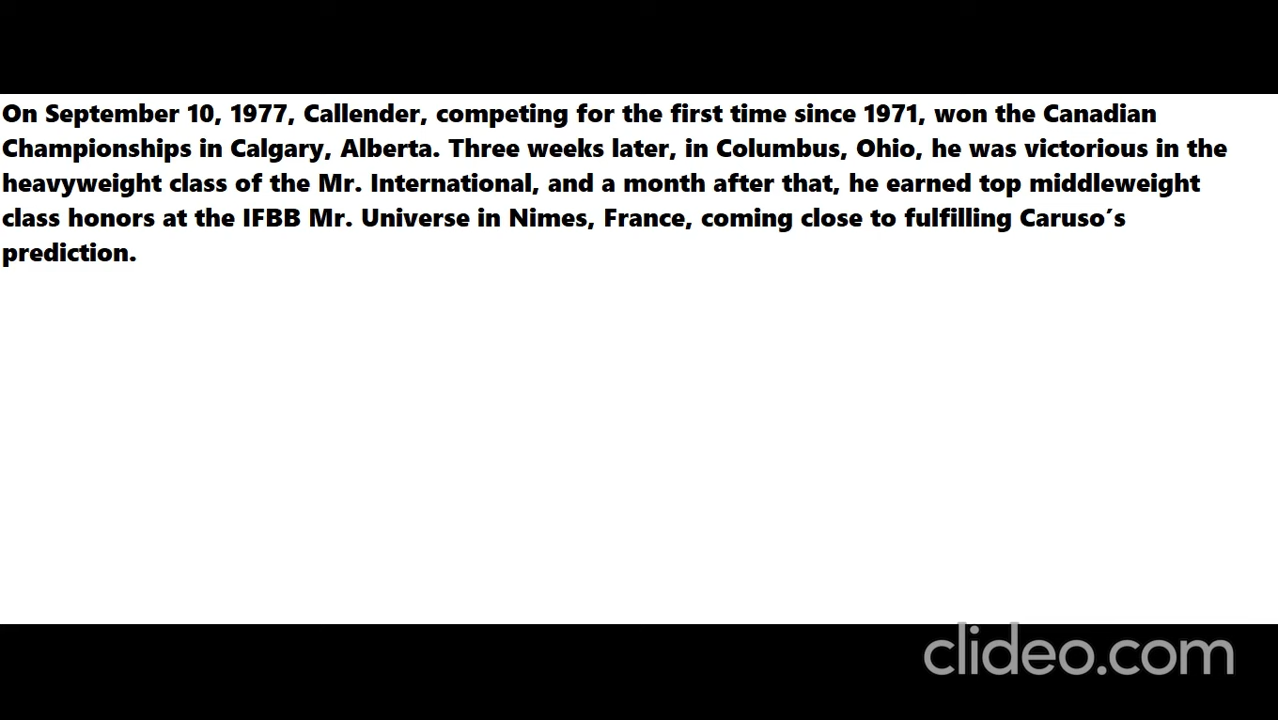 On September 10, 1977, Callender, competing for the first time since 1971, won the Canadian
Championships in Calgary, Alberta. Three weeks later, in Columbus, Ohio, he was victorious in the
heavyweight class of the Mr. International, and a month after that, he earned top middleweight
class honors at the IFBB Mr. Universe in Nimes, France, coming close to fulfilling Caruso′s
prediction.
clideo.com